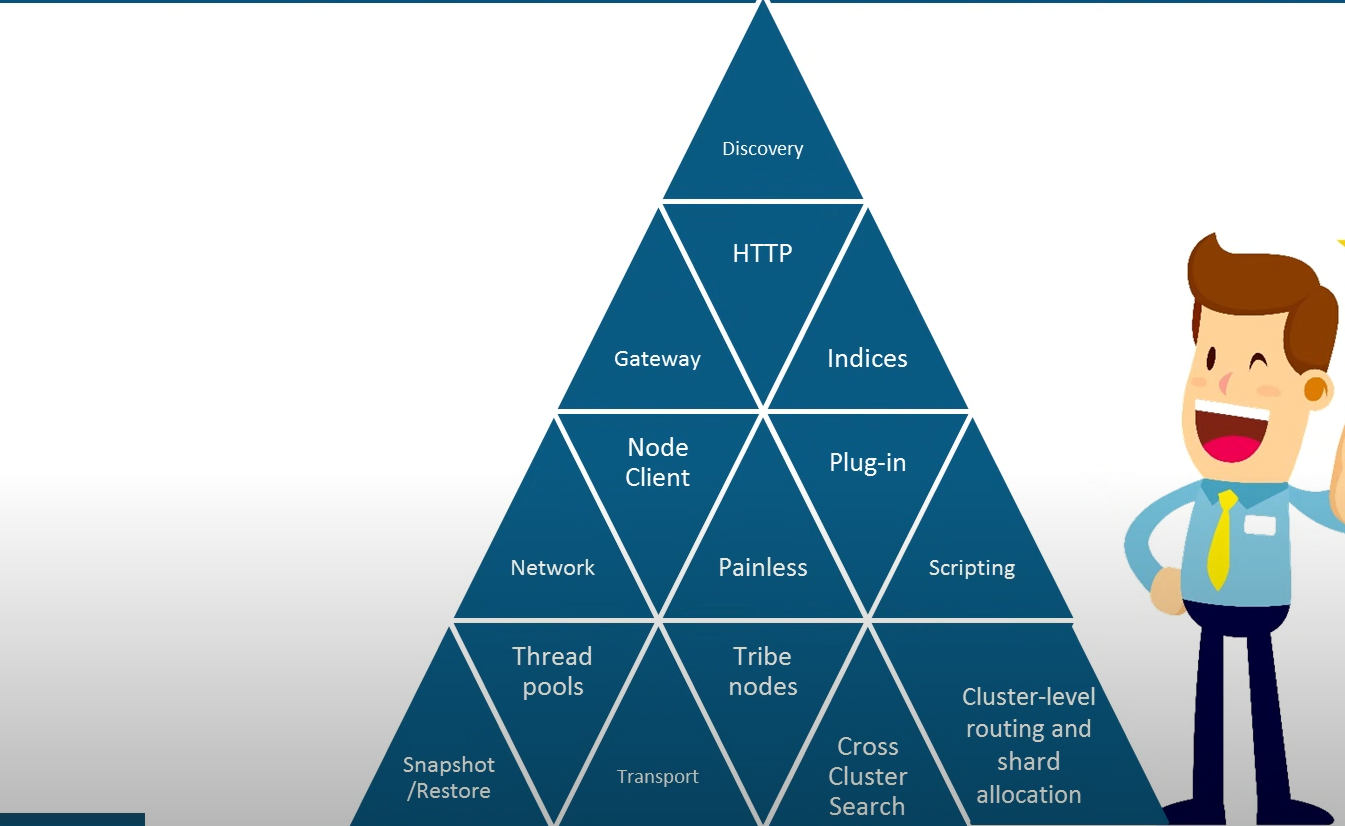 Discovery
HTTP
Gateway
Indices
Node
Client
Plug-in
Network
Painless
Scripting
Thread
pools
Tribe
nodes
Snapshot
/Restore
Transport
Cross
Cluster
Search
Cluster-level
routing and
shard
allocation